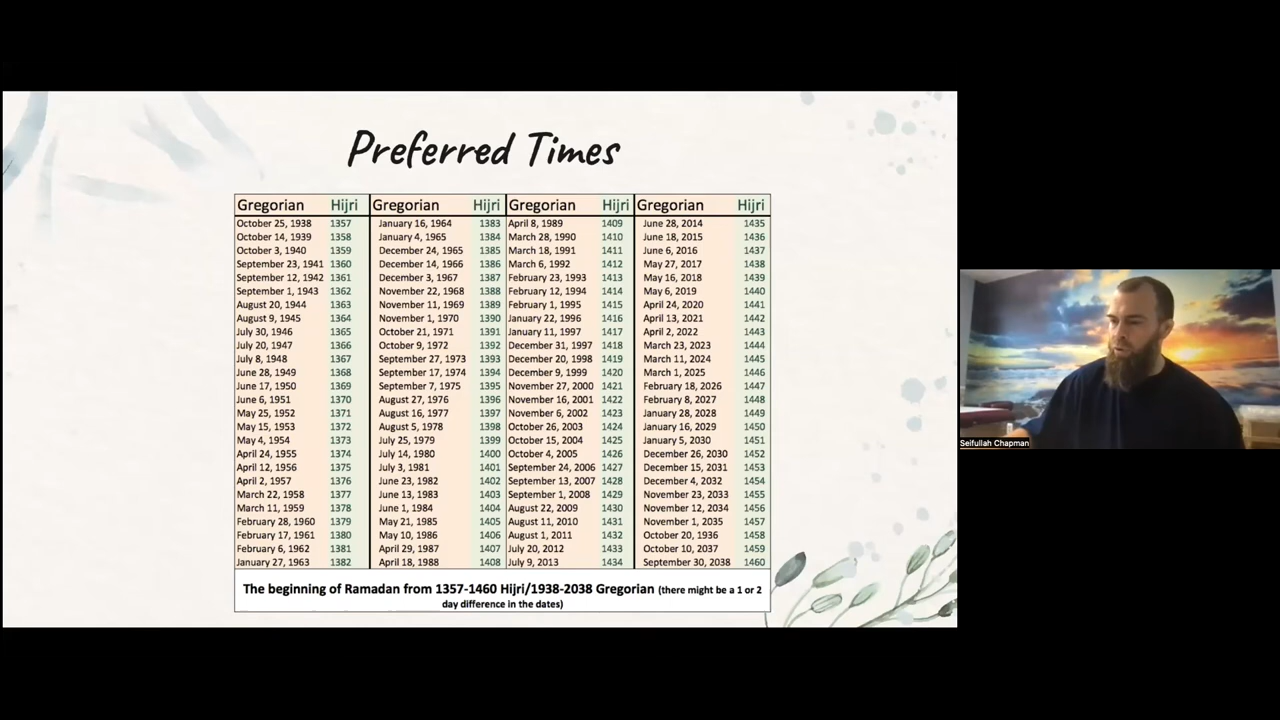 Preferred Times
Gregorian Hijri Gregorian Hijri Gregorian Hijri Gregorian Hijri
October 25, 1938 1357 January 16, 1964 1383 April 8, 1989 1409 June 28, 2014 1435
October 14, 1939 1358 January 4, 1965 1384 March 28, 1990 1410 June 18, 2015 1436
October 3, 1940 1359 December 24, 1965 1385 March 18, 1991 1411 June 6, 2016 1437
September 23, 1941 1360 December 14, 1966 1386 March 6, 1992 1412 May 27, 2017 1438
September 12, 1942 1361 December 3, 1967 1387 February 23, 1993 1413 May 16, 2018 1439
September 1, 1943 1362 November 22, 1968 1388 February 12, 1994 1414 May 6, 2019 1440
August 20, 1944 1363 November 11, 1969 1389 February 1, 1995 1415 April 24, 2020 1441
August 9, 1945 1364 November 1, 1970 1390 January 22, 1996 1416 April 13, 2021 1442
July 30, 1946 1365 October 21, 1971 1391 January 11, 1997 1417 April 2, 2022 1443
July 20, 1947 1366 October 9, 1972 1392 December 31, 1997 1418 March 23, 2023 1444
July 8, 1948 1367 September 27, 1973 1393 December 20, 1998 1419 March 11, 2024 1445
June 28, 1949 1368 September 17, 1974 1394 December 9, 1999 1420 March 1, 2025 1446
June 17, 1950 1369 September 7, 1975 1395 November 27, 2000 1421 February 18, 2026 1447
June 6, 1951 1370 August 27, 1976 1396 November 16, 2001 1422 February 8, 2027 1448
May 25, 1952 1371 August 16, 1977 1397 November 6, 2002 1423 January 28, 2028 1449
May 15, 1953 1372 August 5, 1978 1398 October 26, 2003 1424 January 16, 2029 1450
May 4, 1954 1373 July 25, 1979 1399 October 15, 2004 1425 January 5, 2030 1451
April 24, 1955 1374 July 14, 1980 1400 October 4, 2005 1426 December 26, 2030 1452
April 12, 1956 1375 July 3, 1981 1401 September 24, 2006 1427 December 15, 2031 1453
April 2, 1957 1376 June 23, 1982 1402 September 13, 2007 1428 December 4, 2032 1454
March 22, 1958 1377 June 13, 1983 1403 September 1, 2008 1429 November 23, 2033 1455
March 11, 1959 1378 June 1, 1984 1404 August 22, 2009 1430 November 12, 2034 1456
February 28, 1960 1379 May 21, 1985 1405 August 11, 2010 1431 November 1, 2035 1457
February 17, 1961 1380 May 10, 1986 1406 August 1, 2011 1432 October 20, 1936 1458
February 6, 1962 1381 April 29, 1987 1407 July 20, 2012 1433 October 10, 2037 1459
January 27, 1963 1382 April 18, 1988 1408 July 9, 2013 1434 September 30, 2038 1460
The beginning of Ramadan from 1357-1460 Hijri/1938-2038 Gregorian (there might be a 1 or 2
day difference in the dates)
Seifullah Chapman